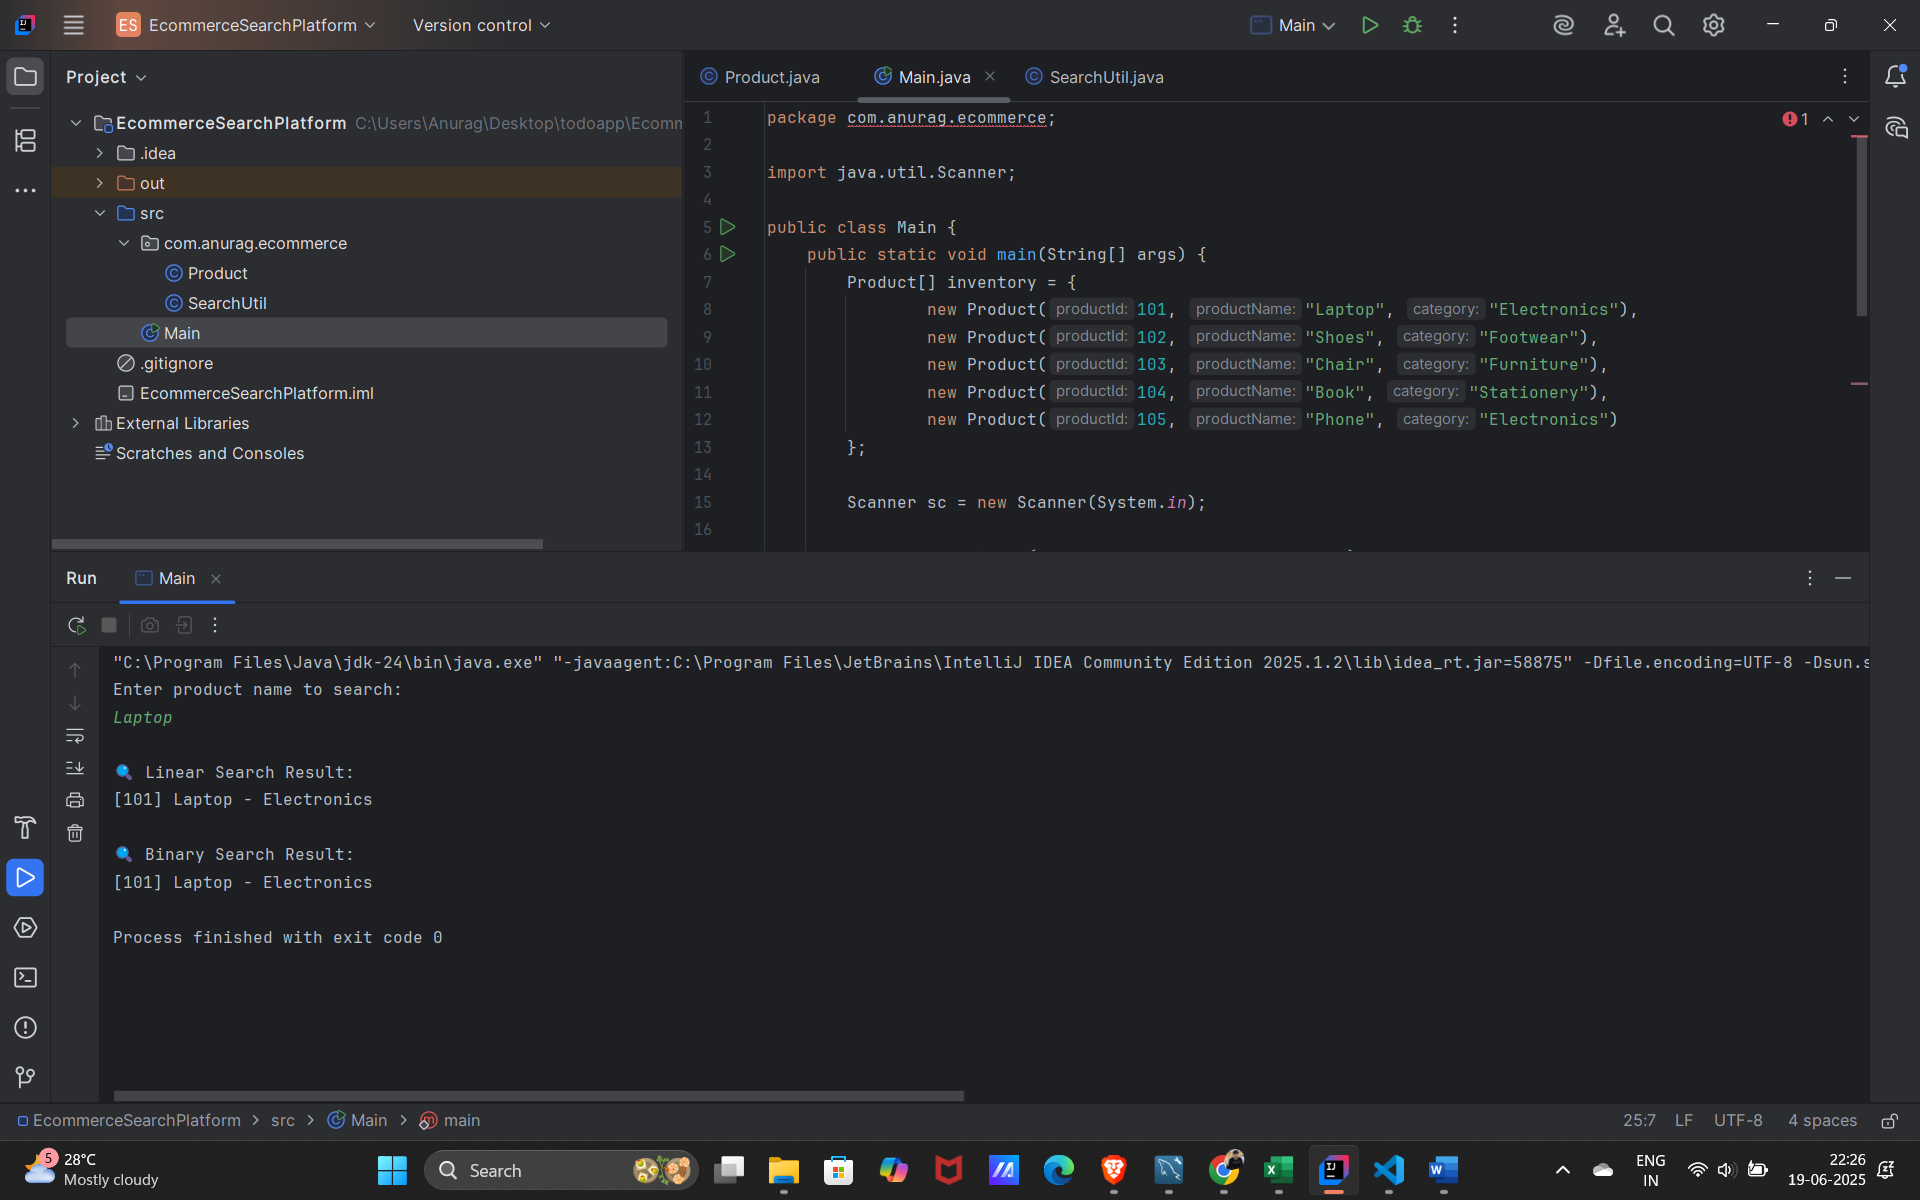 ES EcommerceSearchPlatform Version control Main
Project
EcommerceSearchPlatform C:\Users\Anurag\Desktop\todoapp\Ecomm
.idea
out
src
com.anurag.ecommerce
Product
SearchUtil
Main
.gitignore
EcommerceSearchPlatform.iml
External Libraries
Scratches and Consoles
Product.java Main.java SearchUtil.java
1 package com.anurag.ecommerce; 1
2
3 import java.util.Scanner;
4
5 public class Main {
6 public static void main(String[] args) {
7 Product[] inventory = {
8 new Product( productId: 101, productName: "Laptop", category: "Electronics"),
9 new Product( productId: 102, productName: "Shoes", category: "Footwear"),
10 new Product( productId: 103, productName: "Chair", category: "Furniture"),
11 new Product( productId: 104, productName: "Book", category: "Stationery"),
12 new Product( productId: 105, productName: "Phone", category: "Electronics")
13 };
14
15 Scanner sc = new Scanner(System.in);
16
Run Main
"C:\Program Files\Java\jdk-24\bin\java.exe" "-javaagent:C:\Program Files\JetBrains\IntelliJ IDEA Community Edition 2025.1.2\lib\idea_rt.jar=58875" -Dfile.encoding=UTF-8 -Dsun.s
Enter product name to search:
Laptop
Linear Search Result:
[101] Laptop - Electronics
Binary Search Result:
[101] Laptop - Electronics
Process finished with exit code 0
EcommerceSearchPlatform > src > Main > main 25:7 LF UTF-8 4 spaces
5 28°C
Mostly cloudy
Search
ENG
IN
22:26
19-06-2025